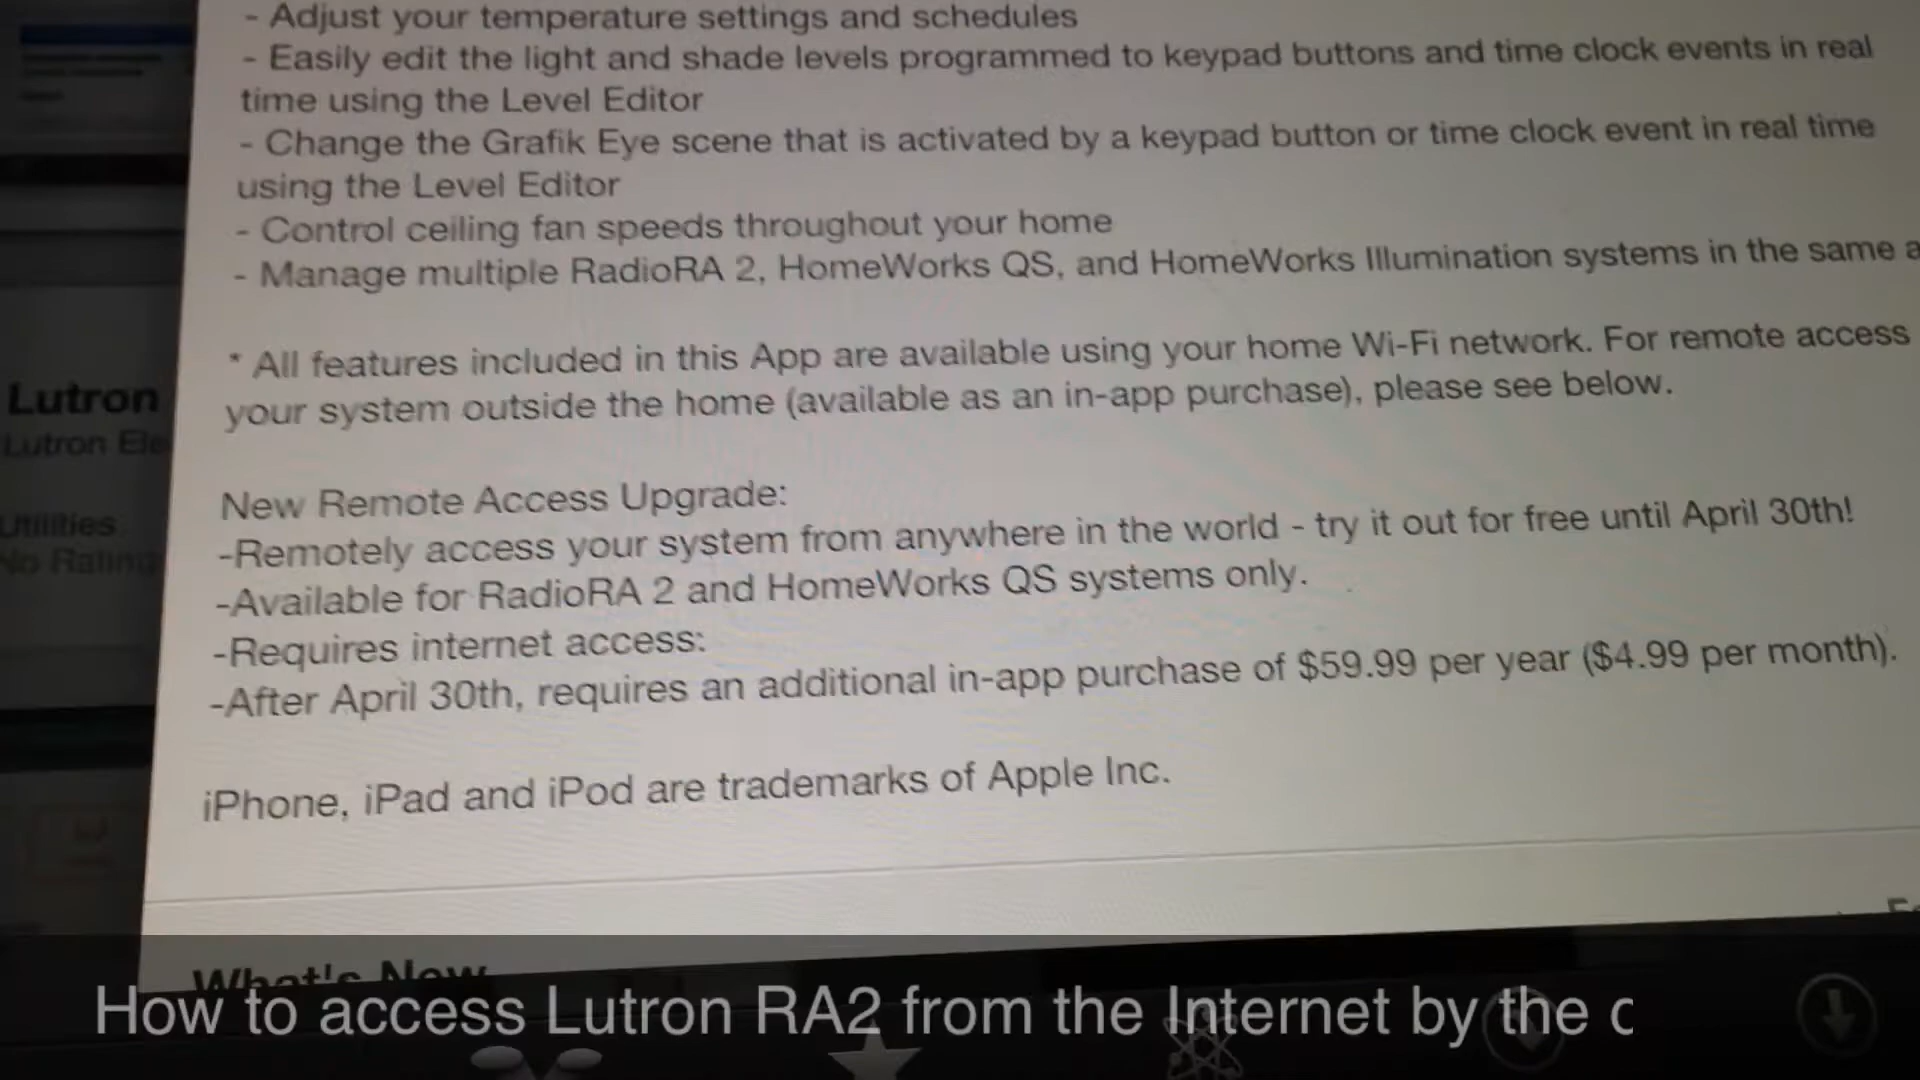 - Adjust your temperature settings and schedules
- Easily edit the light and shade levels programmed to keypad buttons and time clock events in real
time using the Level Editor
- Change the Grafik Eye scene that is activated by a keypad button or time clock event in real time
using the Level Editor
- Control ceiling fan speeds throughout your home
- Manage multiple RadioRA 2, HomeWorks QS, and HomeWorks Illumination systems in the same a
* All features included in this App are available using your home Wi-Fi network. For remote access
your system outside the home (available as an in-app purchase), please see below.
New Remote Access Upgrade:
-Remotely access your system from anywhere in the world - try it out for free until April 30th!
-Available for RadioRA 2 and HomeWorks QS systems only.
-Requires internet access:
-After April 30th, requires an additional in-app purchase of $59.99 per year ($4.99 per month).
iPhone, iPad and iPod are trademarks of Apple Inc.
Lutron
Lutron Ele
Utilities
No Rating
What's New
How to access Lutron RA2 from the Internet by the c